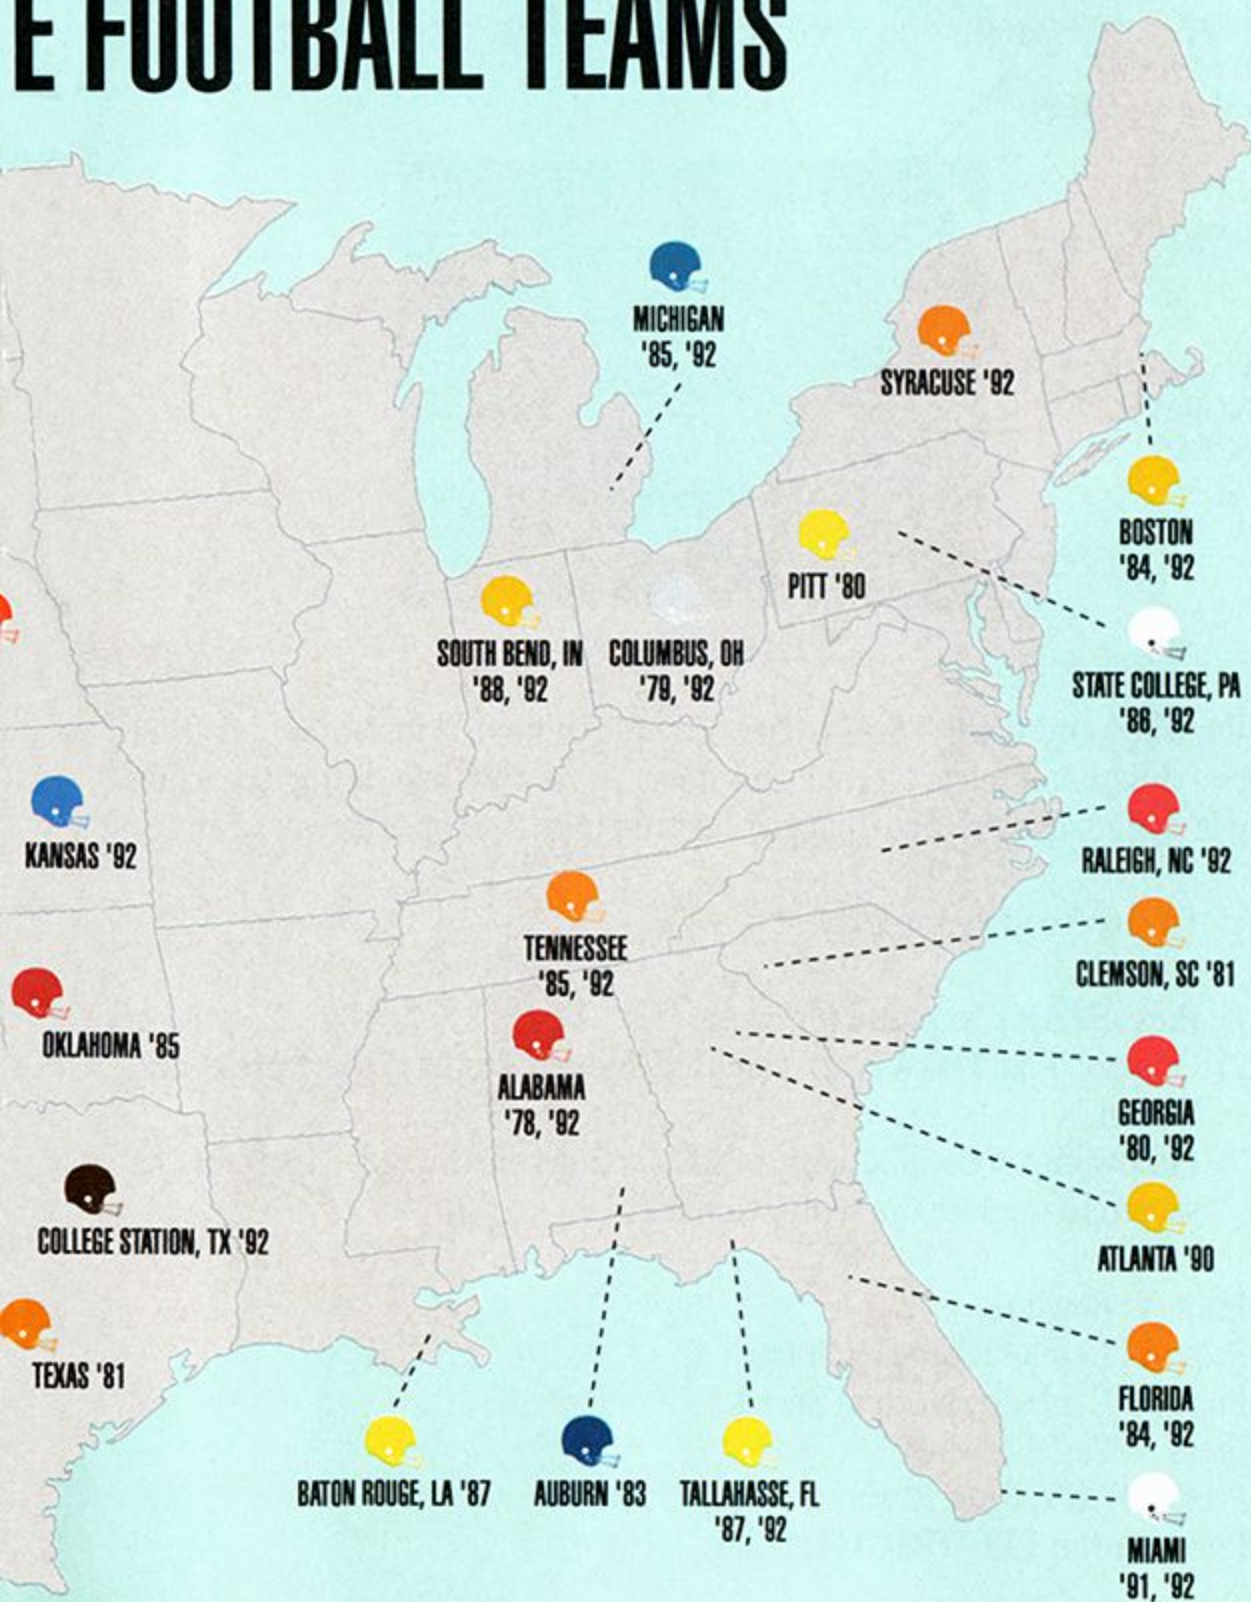 E FOOTBALL TEAMS
MICHIGAN
'85, '92
SYRACUSE '92
BOSTON
'84, '92
PITT '80
SOUTH BEND, IN
'88, '92
COLUMBUS, OH
'79, '92
STATE COLLEGE, PA
'86, '92
KANSAS '92
RALEIGH, NC '92
TENNESSEE
'85, '92
CLEMSON, SC '81
OKLAHOMA '85
ALABAMA
'78, '92
GEORGIA
'80, '92
COLLEGE STATION, TX '92
ATLANTA '90
TEXAS '81
FLORIDA
'84, '92
BATON ROUGE, LA '87
AUBURN '83
TALLAHASSE, FL
'87, '92
MIAMI
'91, '92